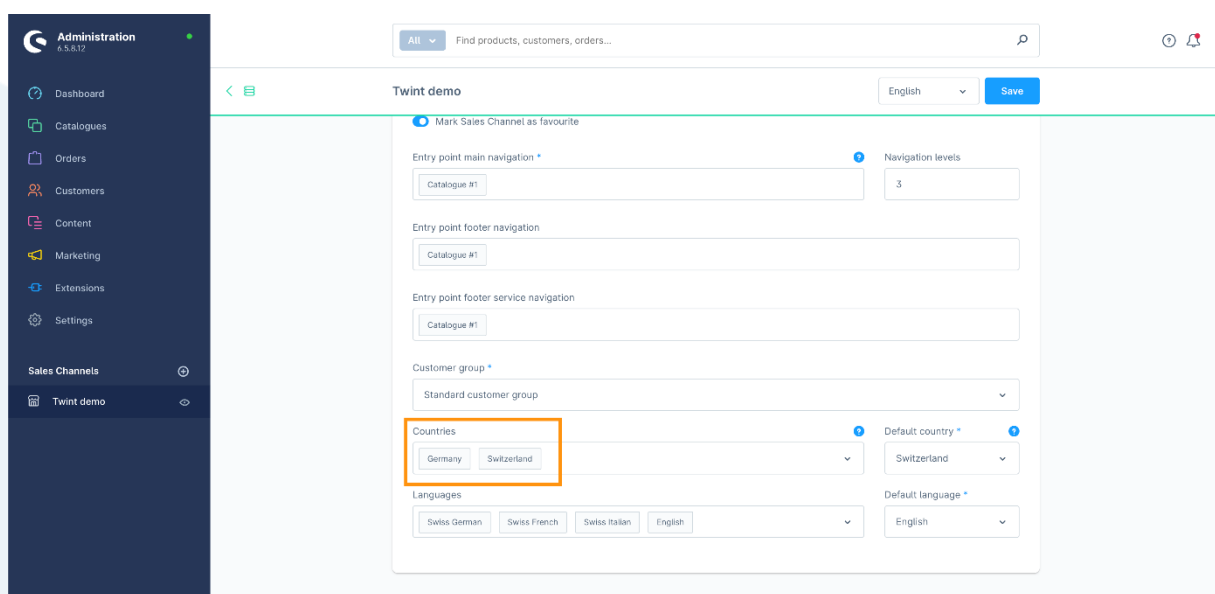 Administration
6.5.8.12
All
Find products, customers, orders...
Dashboard
Catalogues
Orders
Customers
Content
Marketing
Extensions
Settings
Sales Channels
Twint demo
Twint demo
English
Save
Mark Sales Channel as favourite
Entry point main navigation *
Navigation levels
Catalogue #1
3
Entry point footer navigation
Catalogue #1
Entry point footer service navigation
Catalogue #1
Customer group *
Standard customer group
Countries
Default country *
Germany Switzerland
Switzerland
Languages
Default language *
Swiss German Swiss French Swiss Italian English
English